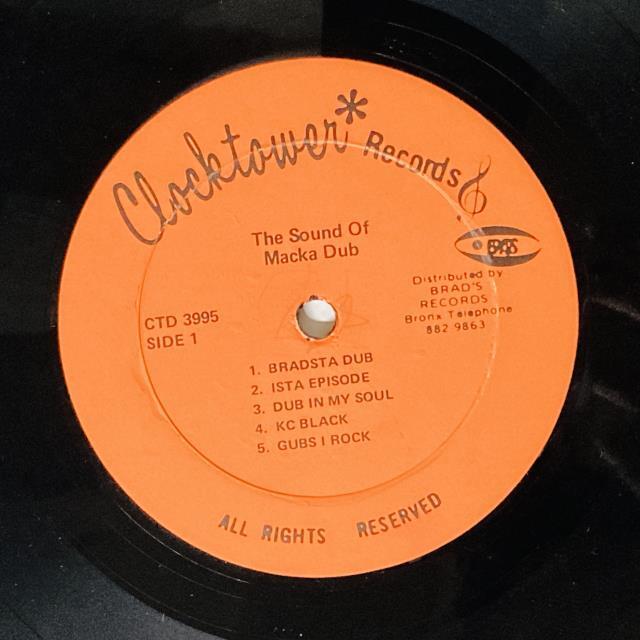 Clocktower* Records
The Sound Of
Macka Dub
BRAD'S
Distributed by
BRAD'S
RECORDS
Bronx Telephone
882 9863
CTD 3995
SIDE 1
1. BRADSTA DUB
2. ISTA EPISODE
3. DUB IN MY SOUL
4. KC BLACK
5. GUBS I ROCK
ALL RIGHTS RESERVED